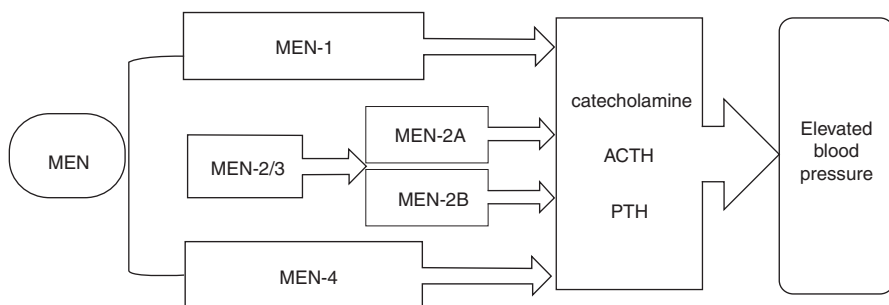 MEN
MEN-1
MEN-2/3
MEN-2A
MEN-2B
MEN-4
catecholamine
ACTH
PTH
Elevated
blood
pressure